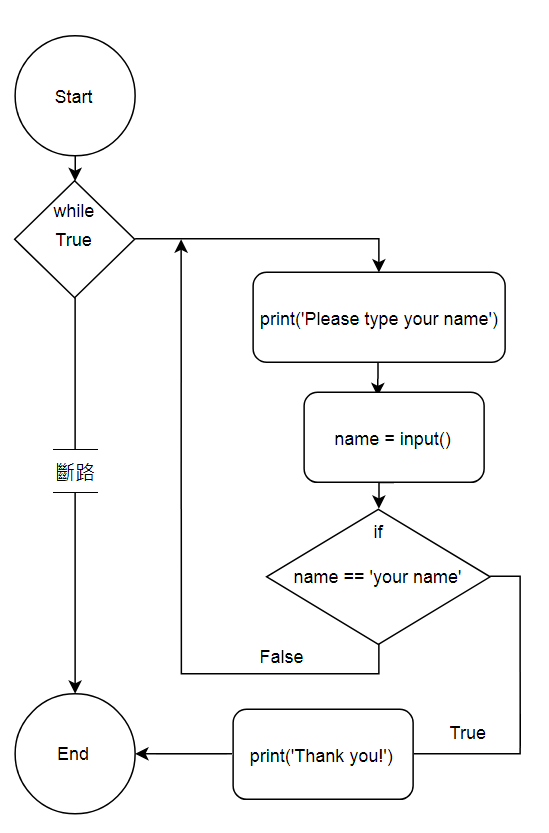 Start
while
True
print('Please type your name')
name = input()
斷路
if
name == 'your name'
False
True
print('Thank you!')
End